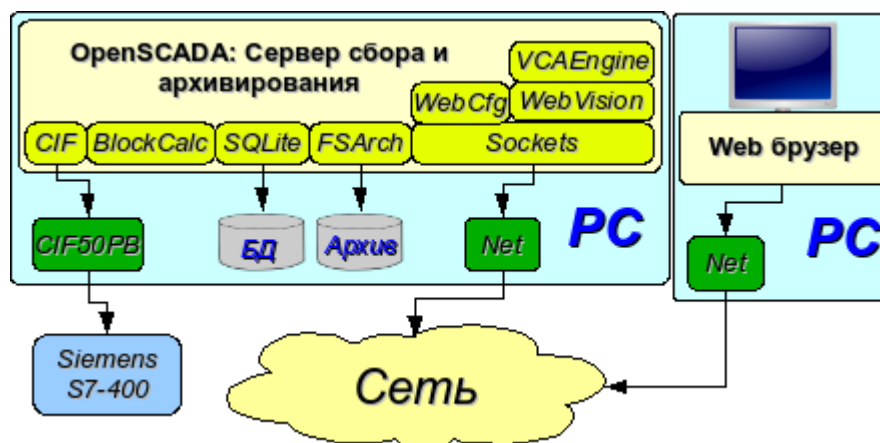 OpenSCADA: Сервер сбора и
архивирования
VCAEngine
WebCfg
WebVision
CIF
BlockCalc
SQLite
FSArch
Sockets
CIF50PB
БД
Архив
Net
PC
Siemens
S7-400
Сеть
Web брузер
Net
PC